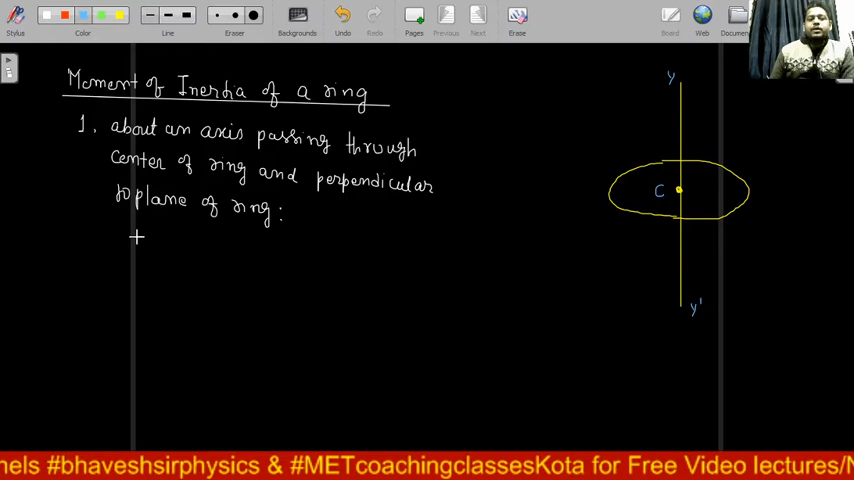 Stylus
Color
Line
Eraser
Backgrounds
Undo
Redo
Pages
Previous
Next
Erase
Board
Web
Documen
Moment of Inertia of a ring
1. about an axis passing through
center of ring and perpendicular
to plane of ring:
y
C
y'
nels #bhaveshsirphysics & #METcoachingclassesKota for Free Video lectures/N